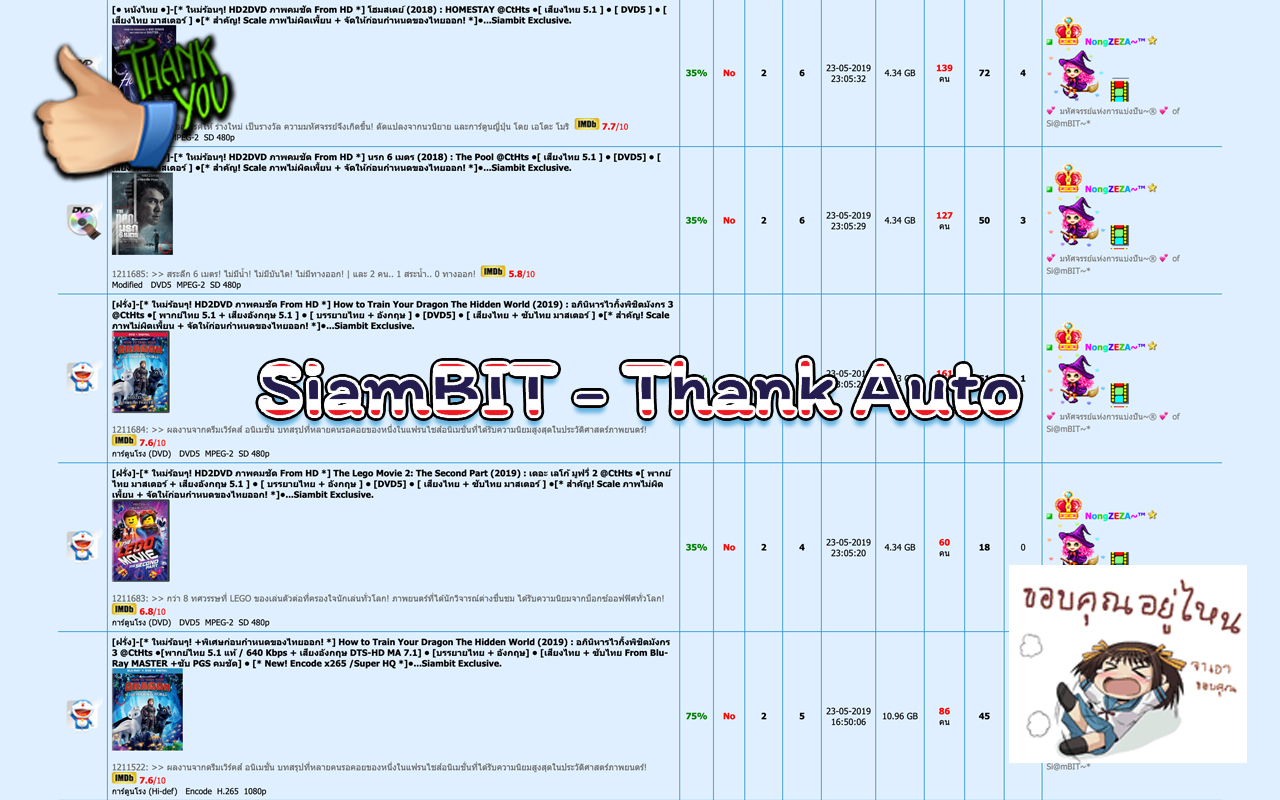 [● หนังไทย ●]-[* ใหม่ร้อนๆ! HD2DVD ภาพคมชัด From HD *] โฮมสเตย์ (2018) : HOMESTAY @CtHts ●[ เสียงไทย 5.1 ] ● [ DVD5 ] ● [
เสียงไทย มาสเตอร์ ] ●[* สำคัญ! Scale ภาพไม่ผิดเพี้ยน + จัดให้ก่อนกำหนดของไทยออก! *]●...Siambit Exclusive.
THANK YOU
ร่างใหม่ เป็นรางวัล ความมหัศจรรย์จึงเกิดขึ้น! ดัดแปลงจากนวนิยาย และการ์ตูนญี่ปุ่น โดย เอโตะ โมริ IMDb 7.7/10
MPEG-2 SD 480p
35% No 2 6 23-05-2019 4.34 GB 139 72 4
23:05:32 คน
NongZEZA~™
💕 มหัศจรรย์แห่งการแบ่งปัน~® 💕 of
Si@mBIT~*
]-[* ใหม่ร้อนๆ! HD2DVD ภาพคมชัด From HD *] นรก 6 เมตร (2018) : The Pool @CtHts ●[ เสียงไทย 5.1 ] ● [DVD5] ● [
มาสเตอร์ ] ●[* สำคัญ! Scale ภาพไม่ผิดเพี้ยน + จัดให้ก่อนกำหนดของไทยออก! *]●...Siambit Exclusive.
DVD
1211685: >> สระลึก 6 เมตร! ไม่มีน้ำ! ไม่มีบันได! ไม่มีทางออก! | และ 2 คน.. 1 สระน้ำ.. 0 ทางออก! IMDb 5.8/10
Modified DVD5 MPEG-2 SD 480p
35% No 2 6 23-05-2019 4.34 GB 127 50 3
23:05:29 คน
NongZEZA~™
💕 มหัศจรรย์แห่งการแบ่งปัน~® 💕 of
Si@mBIT~*
[ฝรั่ง]-[* ใหม่ร้อนๆ! HD2DVD ภาพคมชัด From HD *] How to Train Your Dragon The Hidden World (2019) : อภินิหารไวกิ้งพิชิตมังกร 3
@CtHts ●[ พากย์ไทย 5.1 + เสียงอังกฤษ 5.1 ] ● [ บรรยายไทย + อังกฤษ ] ● [DVD5] ● [ เสียงไทย + ซับไทย มาสเตอร์ ] ●[* สำคัญ! Scale
ภาพไม่ผิดเพี้ยน + จัดให้ก่อนกำหนดของไทยออก! *]●...Siambit Exclusive.
SiamBIT - Thank Auto
1211684: >> ผลงานจากดรีมเวิร์คส์ อนิเมชั่น บทสรุปที่หลายคนรอคอยของหนึ่งในแฟรนไชส์อนิเมชั่นที่ได้รับความนิยมสูงสุดในประวัติศาสตร์ภาพยนตร์!
IMDb 7.6/10
การ์ตูนโรง (DVD) DVD5 MPEG-2 SD 480p
NongZEZA~™
💕 มหัศจรรย์แห่งการแบ่งปัน~® 💕 of
Si@mBIT~*
[ฝรั่ง]-[* ใหม่ร้อนๆ! HD2DVD ภาพคมชัด From HD *] The Lego Movie 2: The Second Part (2019) : เดอะ เลโก้ มูฟวี่ 2 @CtHts ●[ พากย์
ไทย มาสเตอร์ + เสียงอังกฤษ 5.1 ] ● [ บรรยายไทย + อังกฤษ ] ● [DVD5] ● [ เสียงไทย + ซับไทย มาสเตอร์ ] ●[* สำคัญ! Scale ภาพไม่ผิด
เพี้ยน + จัดให้ก่อนกำหนดของไทยออก! *]●...Siambit Exclusive.
1211683: >> กว่า 8 ทศวรรษที่ LEGO ของเล่นตัวต่อที่ครองใจนักเล่นทั่วโลก! ภาพยนตร์ที่ได้นักวิจารณ์ต่างชื่นชม ได้รับความนิยมจากบ็อกซ์ออฟฟิศทั่วโลก!
IMDb 6.8/10
การ์ตูนโรง (DVD) DVD5 MPEG-2 SD 480p
35% No 2 4 23-05-2019 4.34 GB 60 18 0
23:05:20 คน
NongZEZA~™
ขอบคุณอยู่ไหน
จาเอา
ขอบคุณ
[ฝรั่ง]-[* ใหม่ร้อนๆ! +พิเศษก่อนกำหนดของไทยออก! *] How to Train Your Dragon The Hidden World (2019) : อภินิหารไวกิ้งพิชิตมังกร
3 @CtHts ●[พากย์ไทย 5.1 แท้ / 640 Kbps + เสียงอังกฤษ DTS-HD MA 7.1] ● [บรรยายไทย + อังกฤษ] ● [เสียงไทย + ซับไทย From Blu-
Ray MASTER +ซับ PGS คมชัด] ● [* New! Encode x265 /Super HQ *]●...Siambit Exclusive.
1211522: >> ผลงานจากดรีมเวิร์คส์ อนิเมชั่น บทสรุปที่หลายคนรอคอยของหนึ่งในแฟรนไชส์อนิเมชั่นที่ได้รับความนิยมสูงสุดในประวัติศาสตร์ภาพยนตร์!
IMDb 7.6/10
การ์ตูนโรง (Hi-def) Encode H.265 1080p
75% No 2 5 23-05-2019 10.96 GB 86 45
16:50:06 คน
Si@mBIT~*